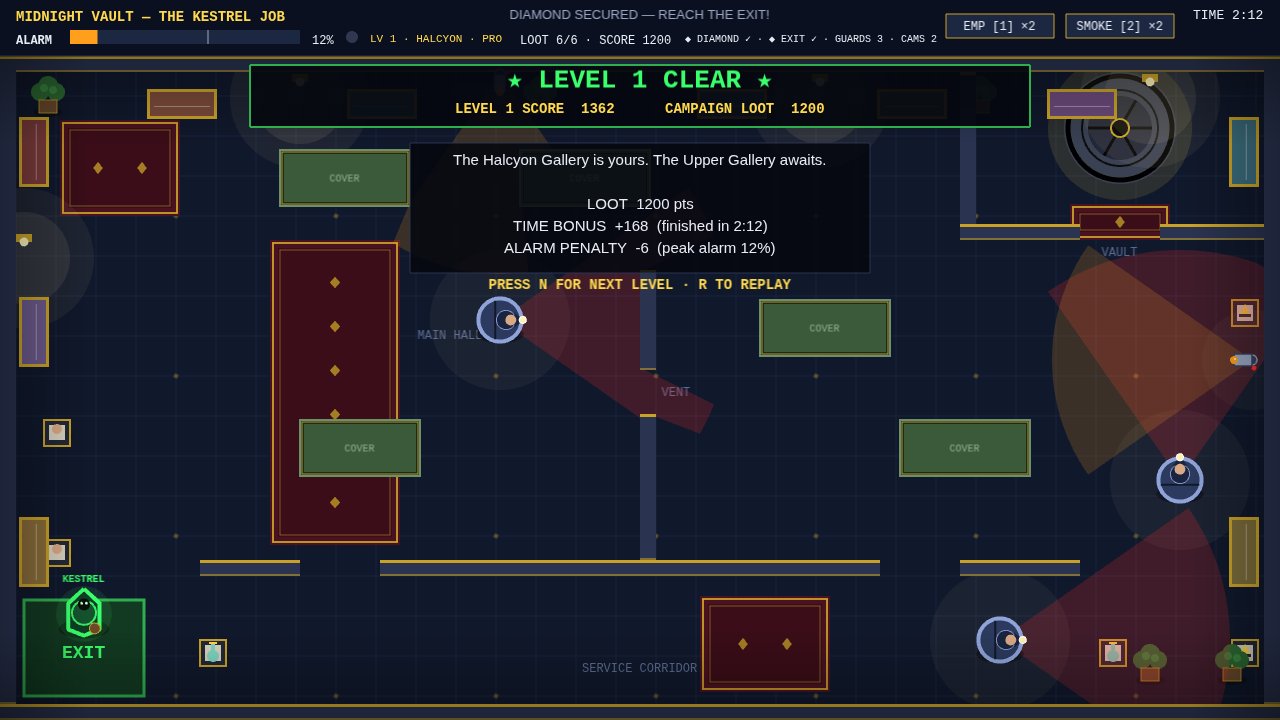 MIDNIGHT VAULT — THE KESTREL JOB
DIAMOND SECURED — REACH THE EXIT!
EMP [1] ×2
SMOKE [2] ×2
TIME 2:12
ALARM
12%
LV 1 · HALCYON · PRO
LOOT 6/6 · SCORE 1200
◆ DIAMOND ✓ · ◆ EXIT ✓ · GUARDS 3 · CAMS 2
★ LEVEL 1 CLEAR ★
LEVEL 1 SCORE 1362
CAMPAIGN LOOT 1200
The Halcyon Gallery is yours. The Upper Gallery awaits.
COVER
COVER
LOOT 1200 pts
TIME BONUS +168 (finished in 2:12)
ALARM PENALTY -6 (peak alarm 12%)
VAULT
PRESS N FOR NEXT LEVEL · R TO REPLAY
MAIN HALL
COVER
VENT
COVER
COVER
KESTREL
EXIT
SERVICE CORRIDOR